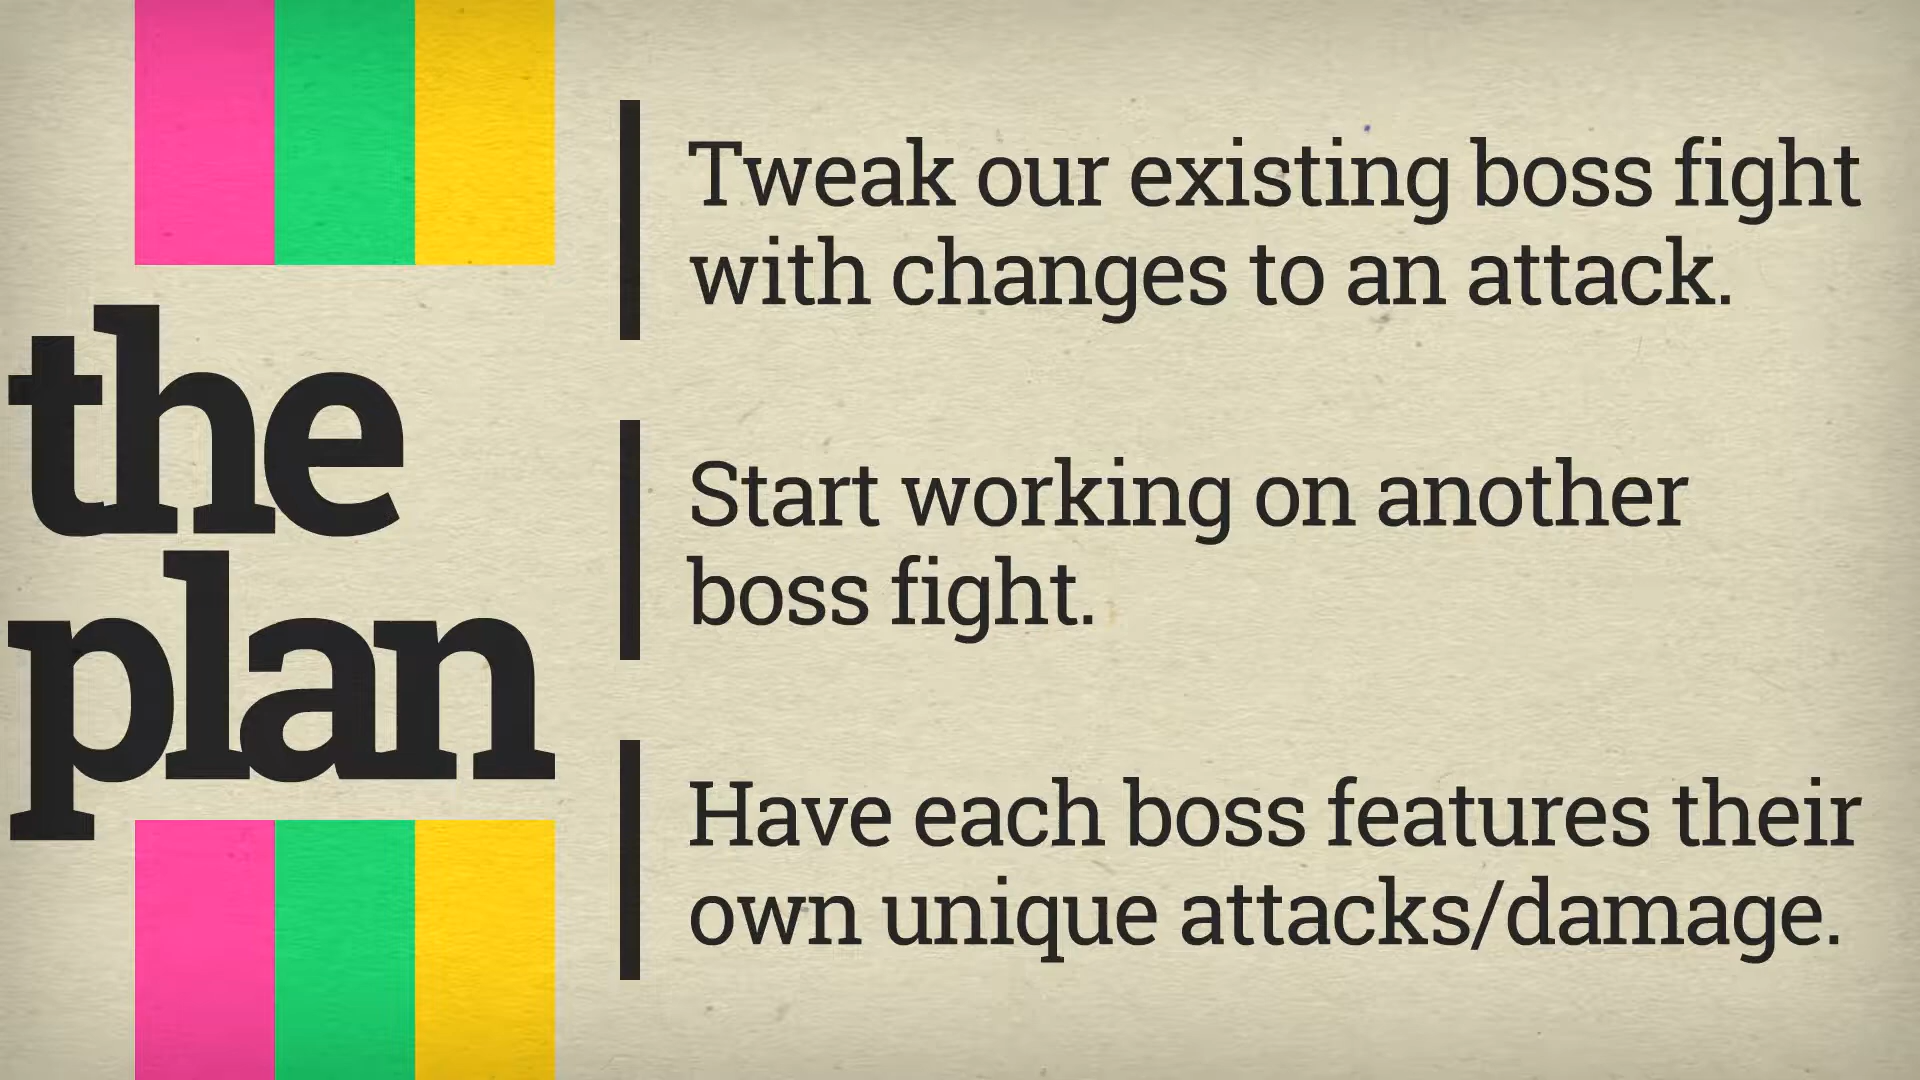 the
plan
Tweak our existing boss fight
with changes to an attack.
Start working on another
boss fight.
Have each boss features their
own unique attacks/damage.